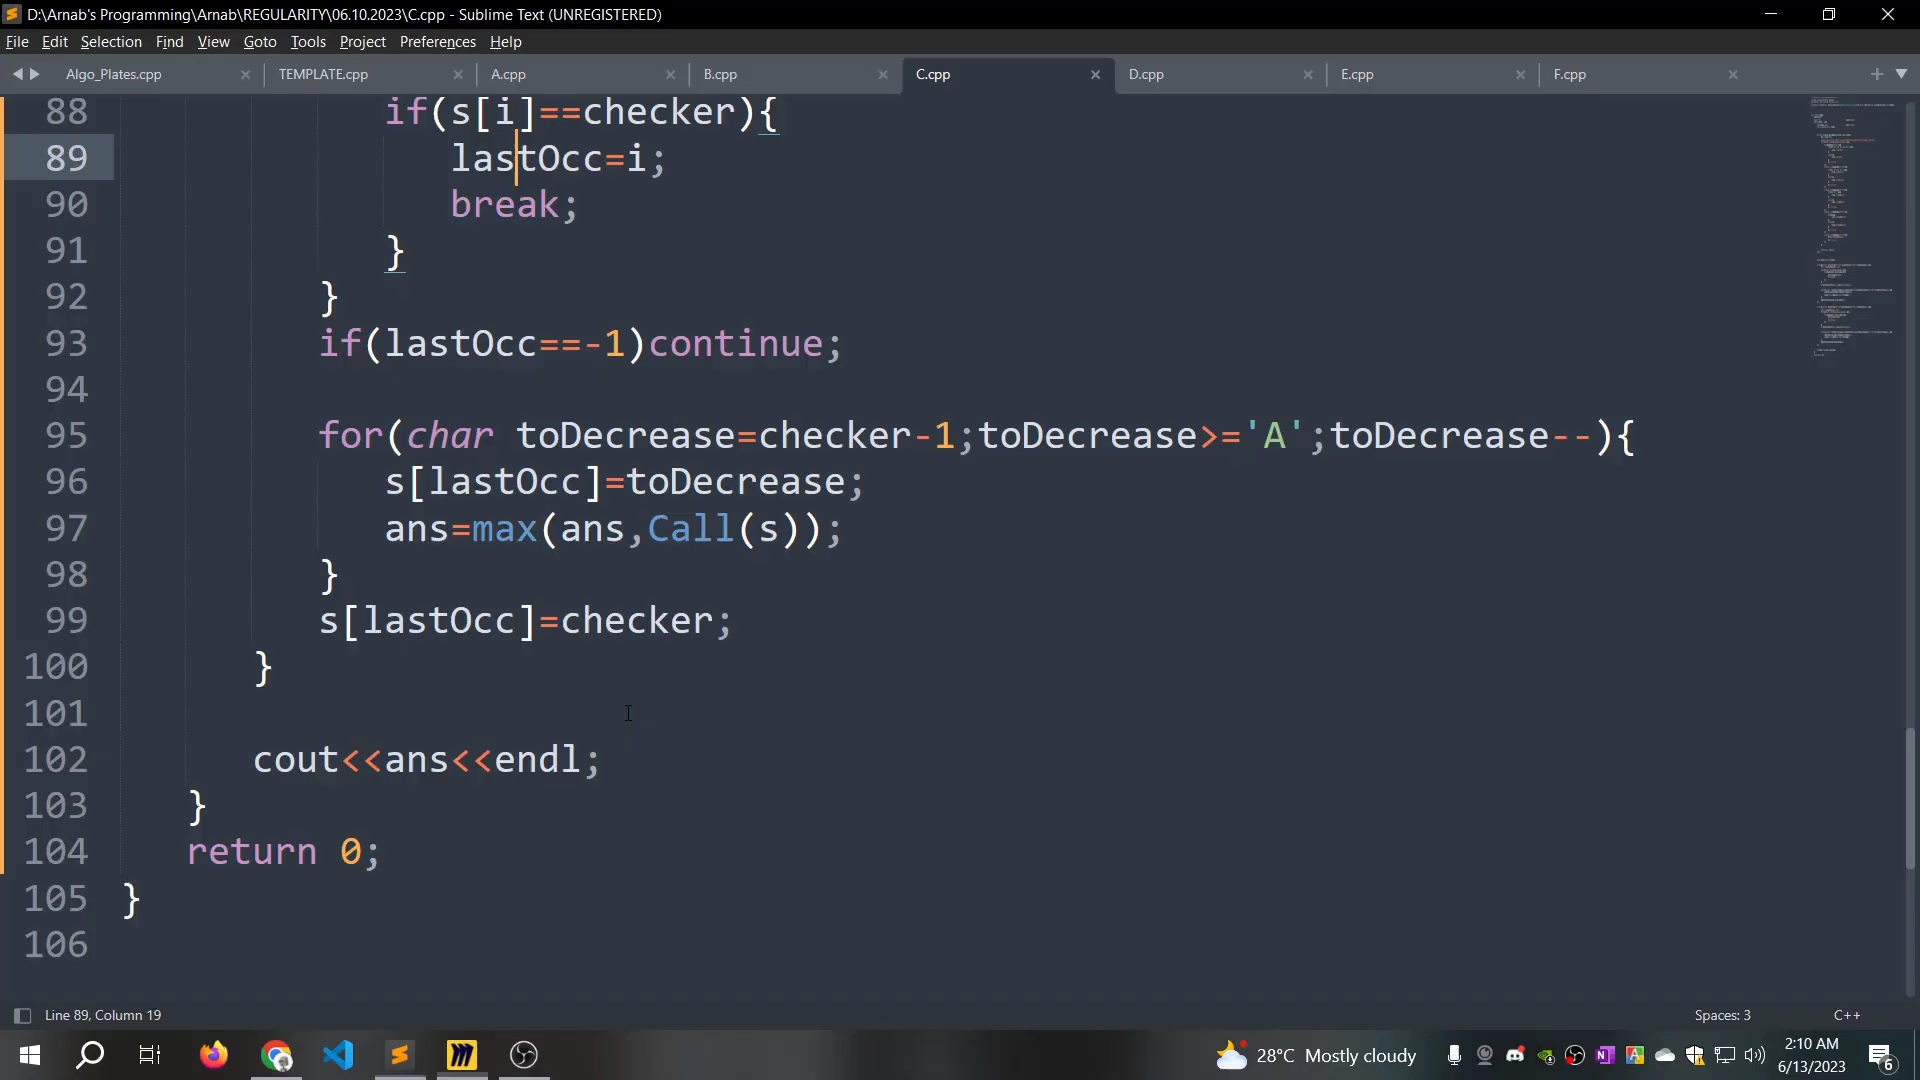 D:\Arnab's Programming\Arnab\REGULARITY\06.10.2023\C.cpp - Sublime Text (UNREGISTERED)
File Edit Selection Find View Goto Tools Project Preferences Help
Algo_Plates.cpp TEMPLATE.cpp A.cpp B.cpp C.cpp D.cpp E.cpp F.cpp
88 if(s[i]==checker){
89 lastOcc=i;
90 break;
91 }
92 }
93 if(lastOcc==-1)continue;
94
95 for(char toDecrease=checker-1;toDecrease>='A';toDecrease--){
96 s[lastOcc]=toDecrease;
97 ans=max(ans,Call(s));
98 }
99 s[lastOcc]=checker;
100 }
101
102 cout<<ans<<endl;
103 }
104 return 0;
105 }
106
Line 89, Column 19 Spaces: 3 C++
28°C Mostly cloudy
2:10 AM
6/13/2023
6